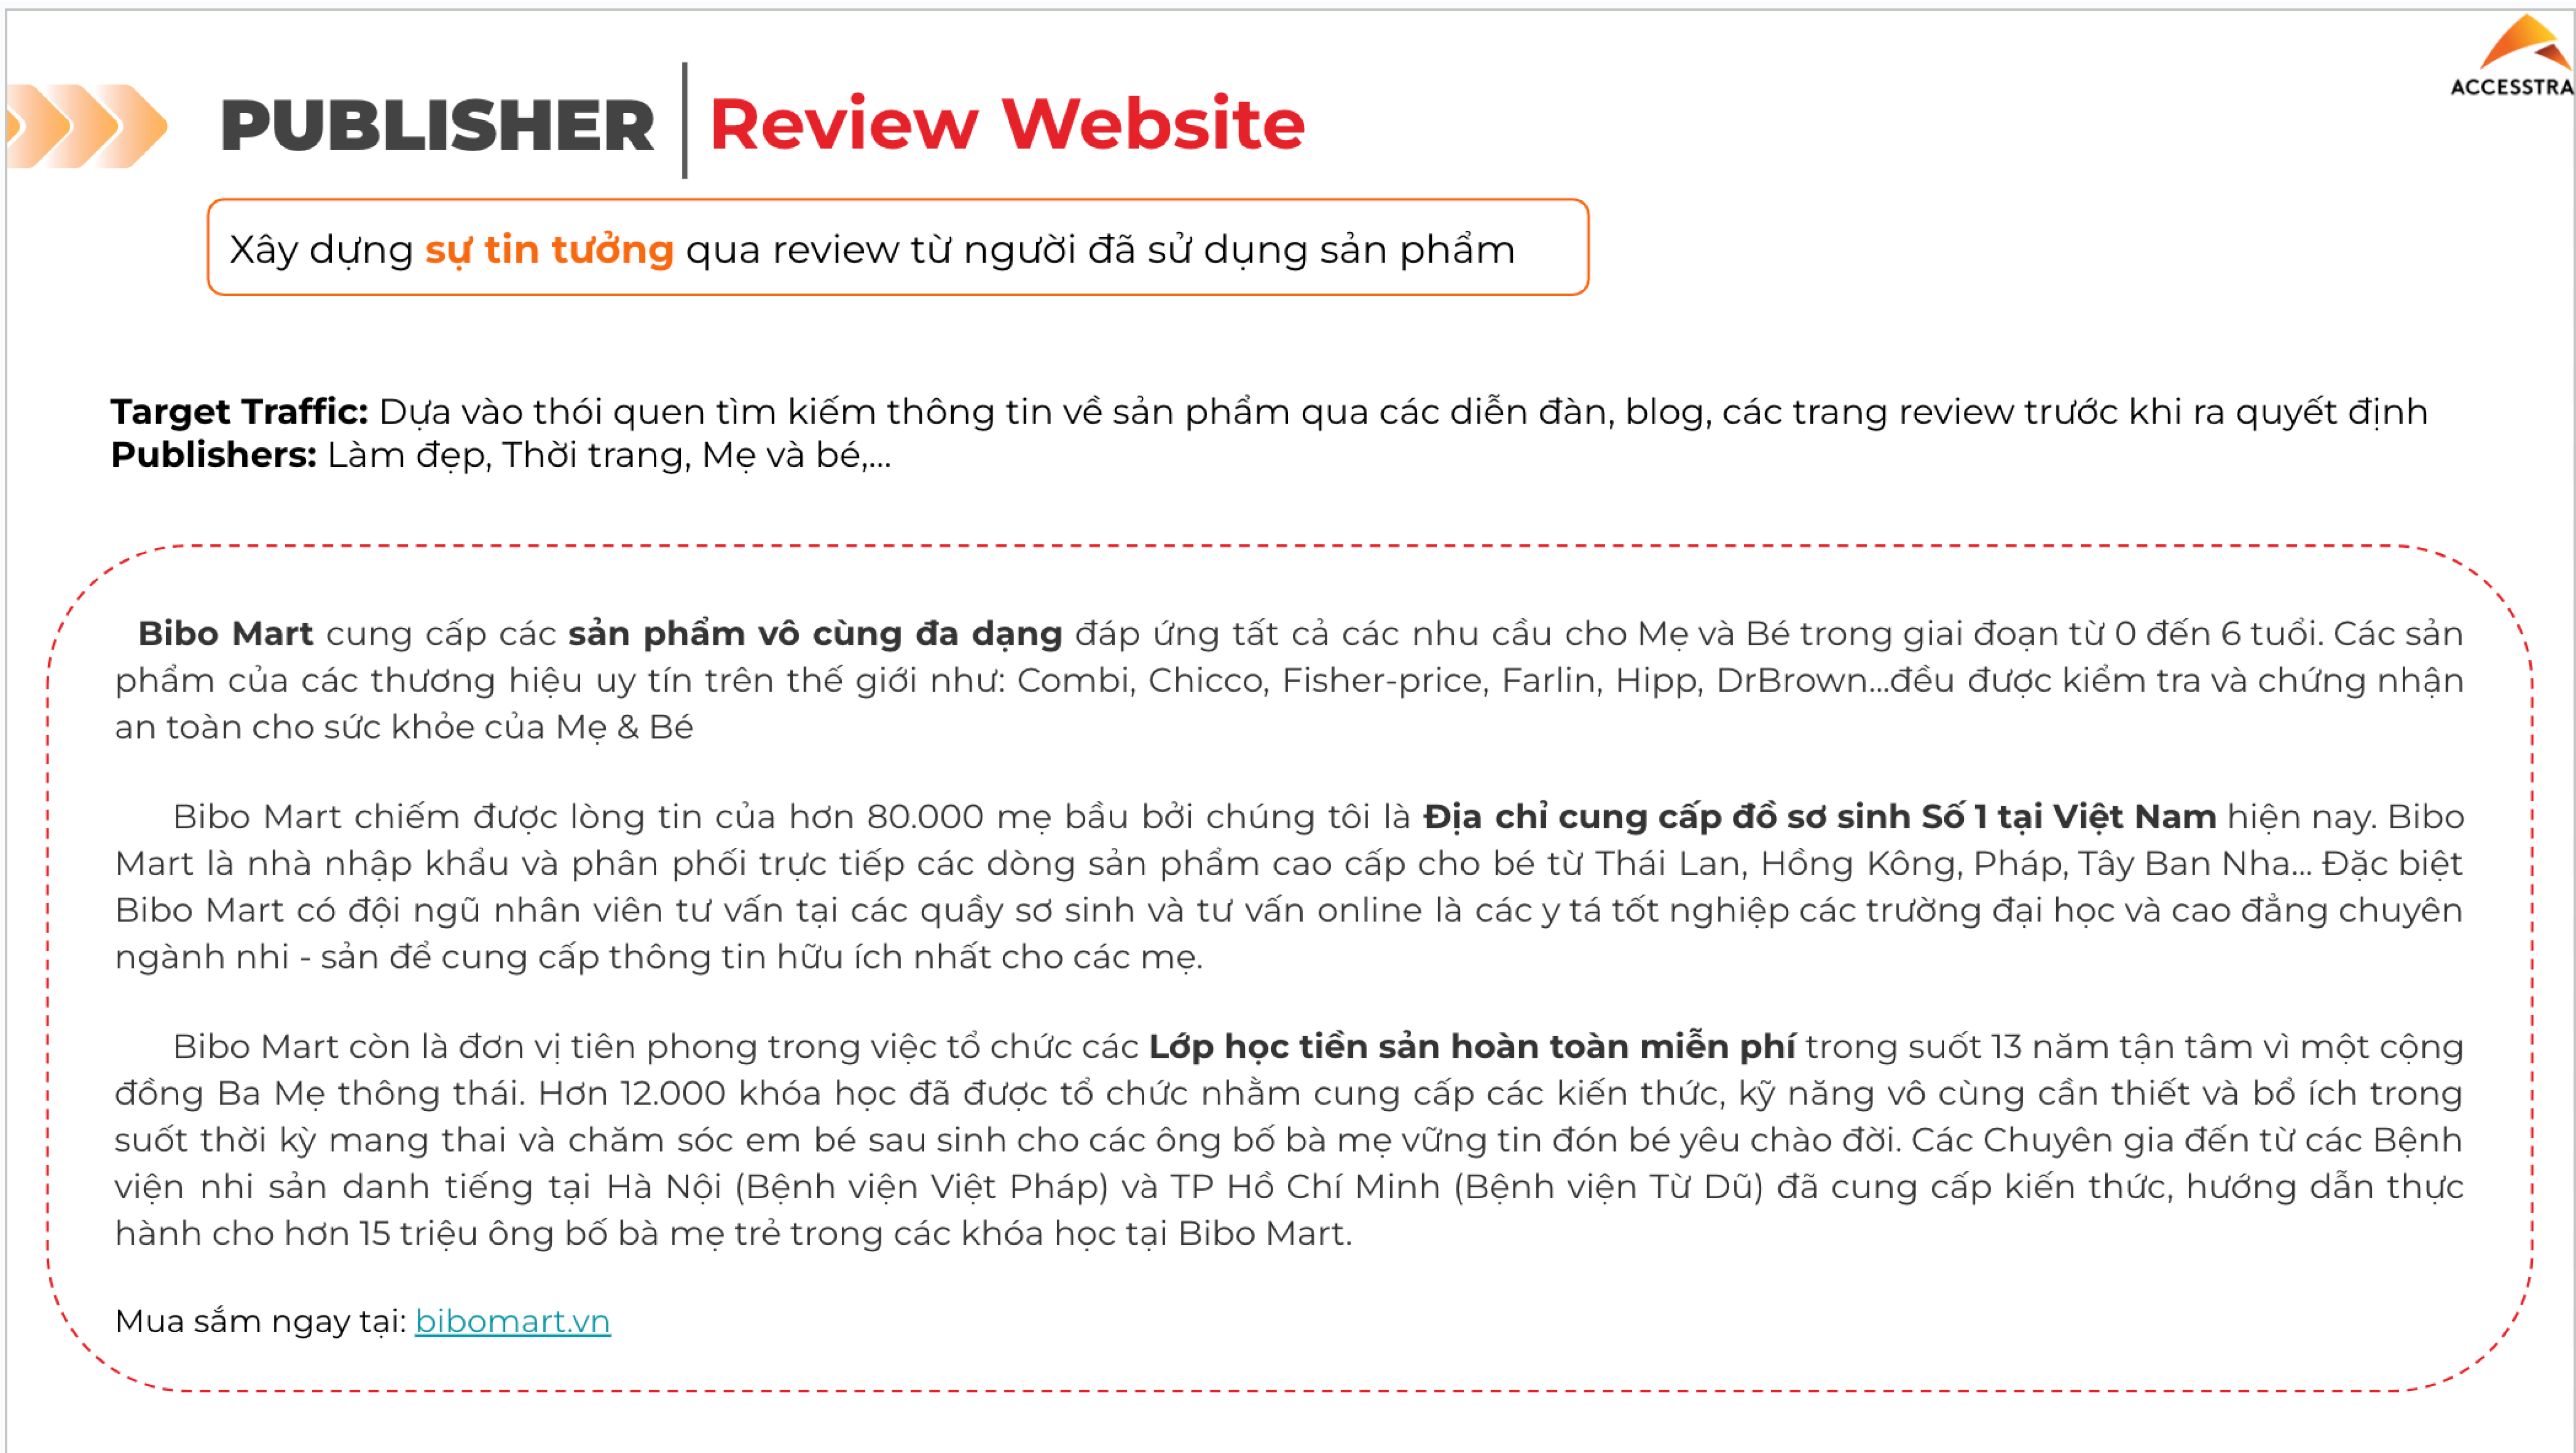 ACCESSTRA
PUBLISHER Review Website
Xây dựng sự tin tưởng qua review từ người đã sử dụng sản phẩm
Target Traffic: Dựa vào thói quen tìm kiếm thông tin về sản phẩm qua các diễn đàn, blog, các trang review trước khi ra quyết định
Publishers: Làm đẹp, Thời trang, Mẹ và bé,...
Bibo Mart cung cấp các sản phẩm vô cùng đa dạng đáp ứng tất cả các nhu cầu cho Mẹ và Bé trong giai đoạn từ 0 đến 6 tuổi. Các sản
phẩm của các thương hiệu uy tín trên thế giới như: Combi, Chicco, Fisher-price, Farlin, Hipp, DrBrown...đều được kiểm tra và chứng nhận
an toàn cho sức khỏe của Mẹ & Bé
Bibo Mart chiếm được lòng tin của hơn 80.000 mẹ bầu bởi chúng tôi là Địa chỉ cung cấp đồ sơ sinh Số 1 tại Việt Nam hiện nay. Bibo
Mart là nhà nhập khẩu và phân phối trực tiếp các dòng sản phẩm cao cấp cho bé từ Thái Lan, Hồng Kông, Pháp, Tây Ban Nha... Đặc biệt
Bibo Mart có đội ngũ nhân viên tư vấn tại các quầy sơ sinh và tư vấn online là các y tá tốt nghiệp các trường đại học và cao đẳng chuyên
ngành nhi - sản để cung cấp thông tin hữu ích nhất cho các mẹ.
Bibo Mart còn là đơn vị tiên phong trong việc tổ chức các Lớp học tiền sản hoàn toàn miễn phí trong suốt 13 năm tận tâm vì một cộng
đồng Ba Mẹ thông thái. Hơn 12.000 khóa học đã được tổ chức nhằm cung cấp các kiến thức, kỹ năng vô cùng cần thiết và bổ ích trong
suốt thời kỳ mang thai và chăm sóc em bé sau sinh cho các ông bố bà mẹ vững tin đón bé yêu chào đời. Các Chuyên gia đến từ các Bệnh
viện nhi sản danh tiếng tại Hà Nội (Bệnh viện Việt Pháp) và TP Hồ Chí Minh (Bệnh viện Từ Dũ) đã cung cấp kiến thức, hướng dẫn thực
hành cho hơn 15 triệu ông bố bà mẹ trẻ trong các khóa học tại Bibo Mart.
Mua sắm ngay tại: bibomart.vn